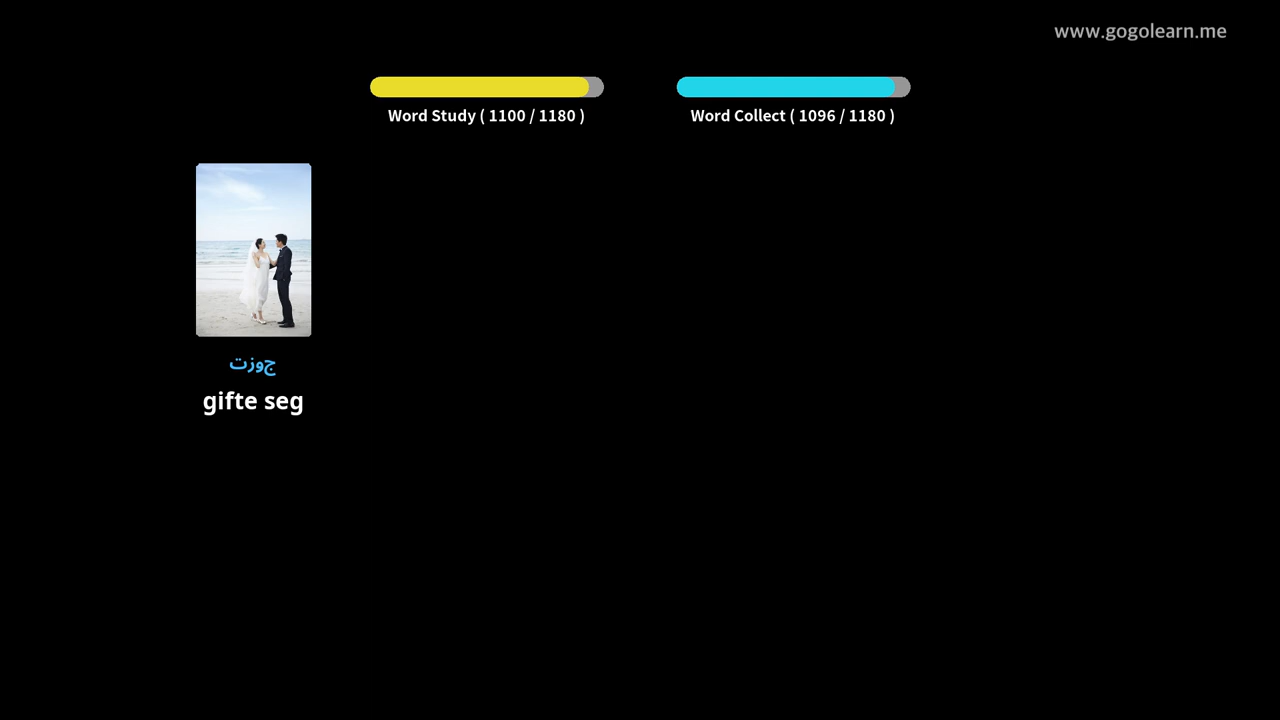 www.gogolearn.me
Word Study ( 1100 / 1180 )
Word Collect ( 1096 / 1180 )
جوزت
gifte seg